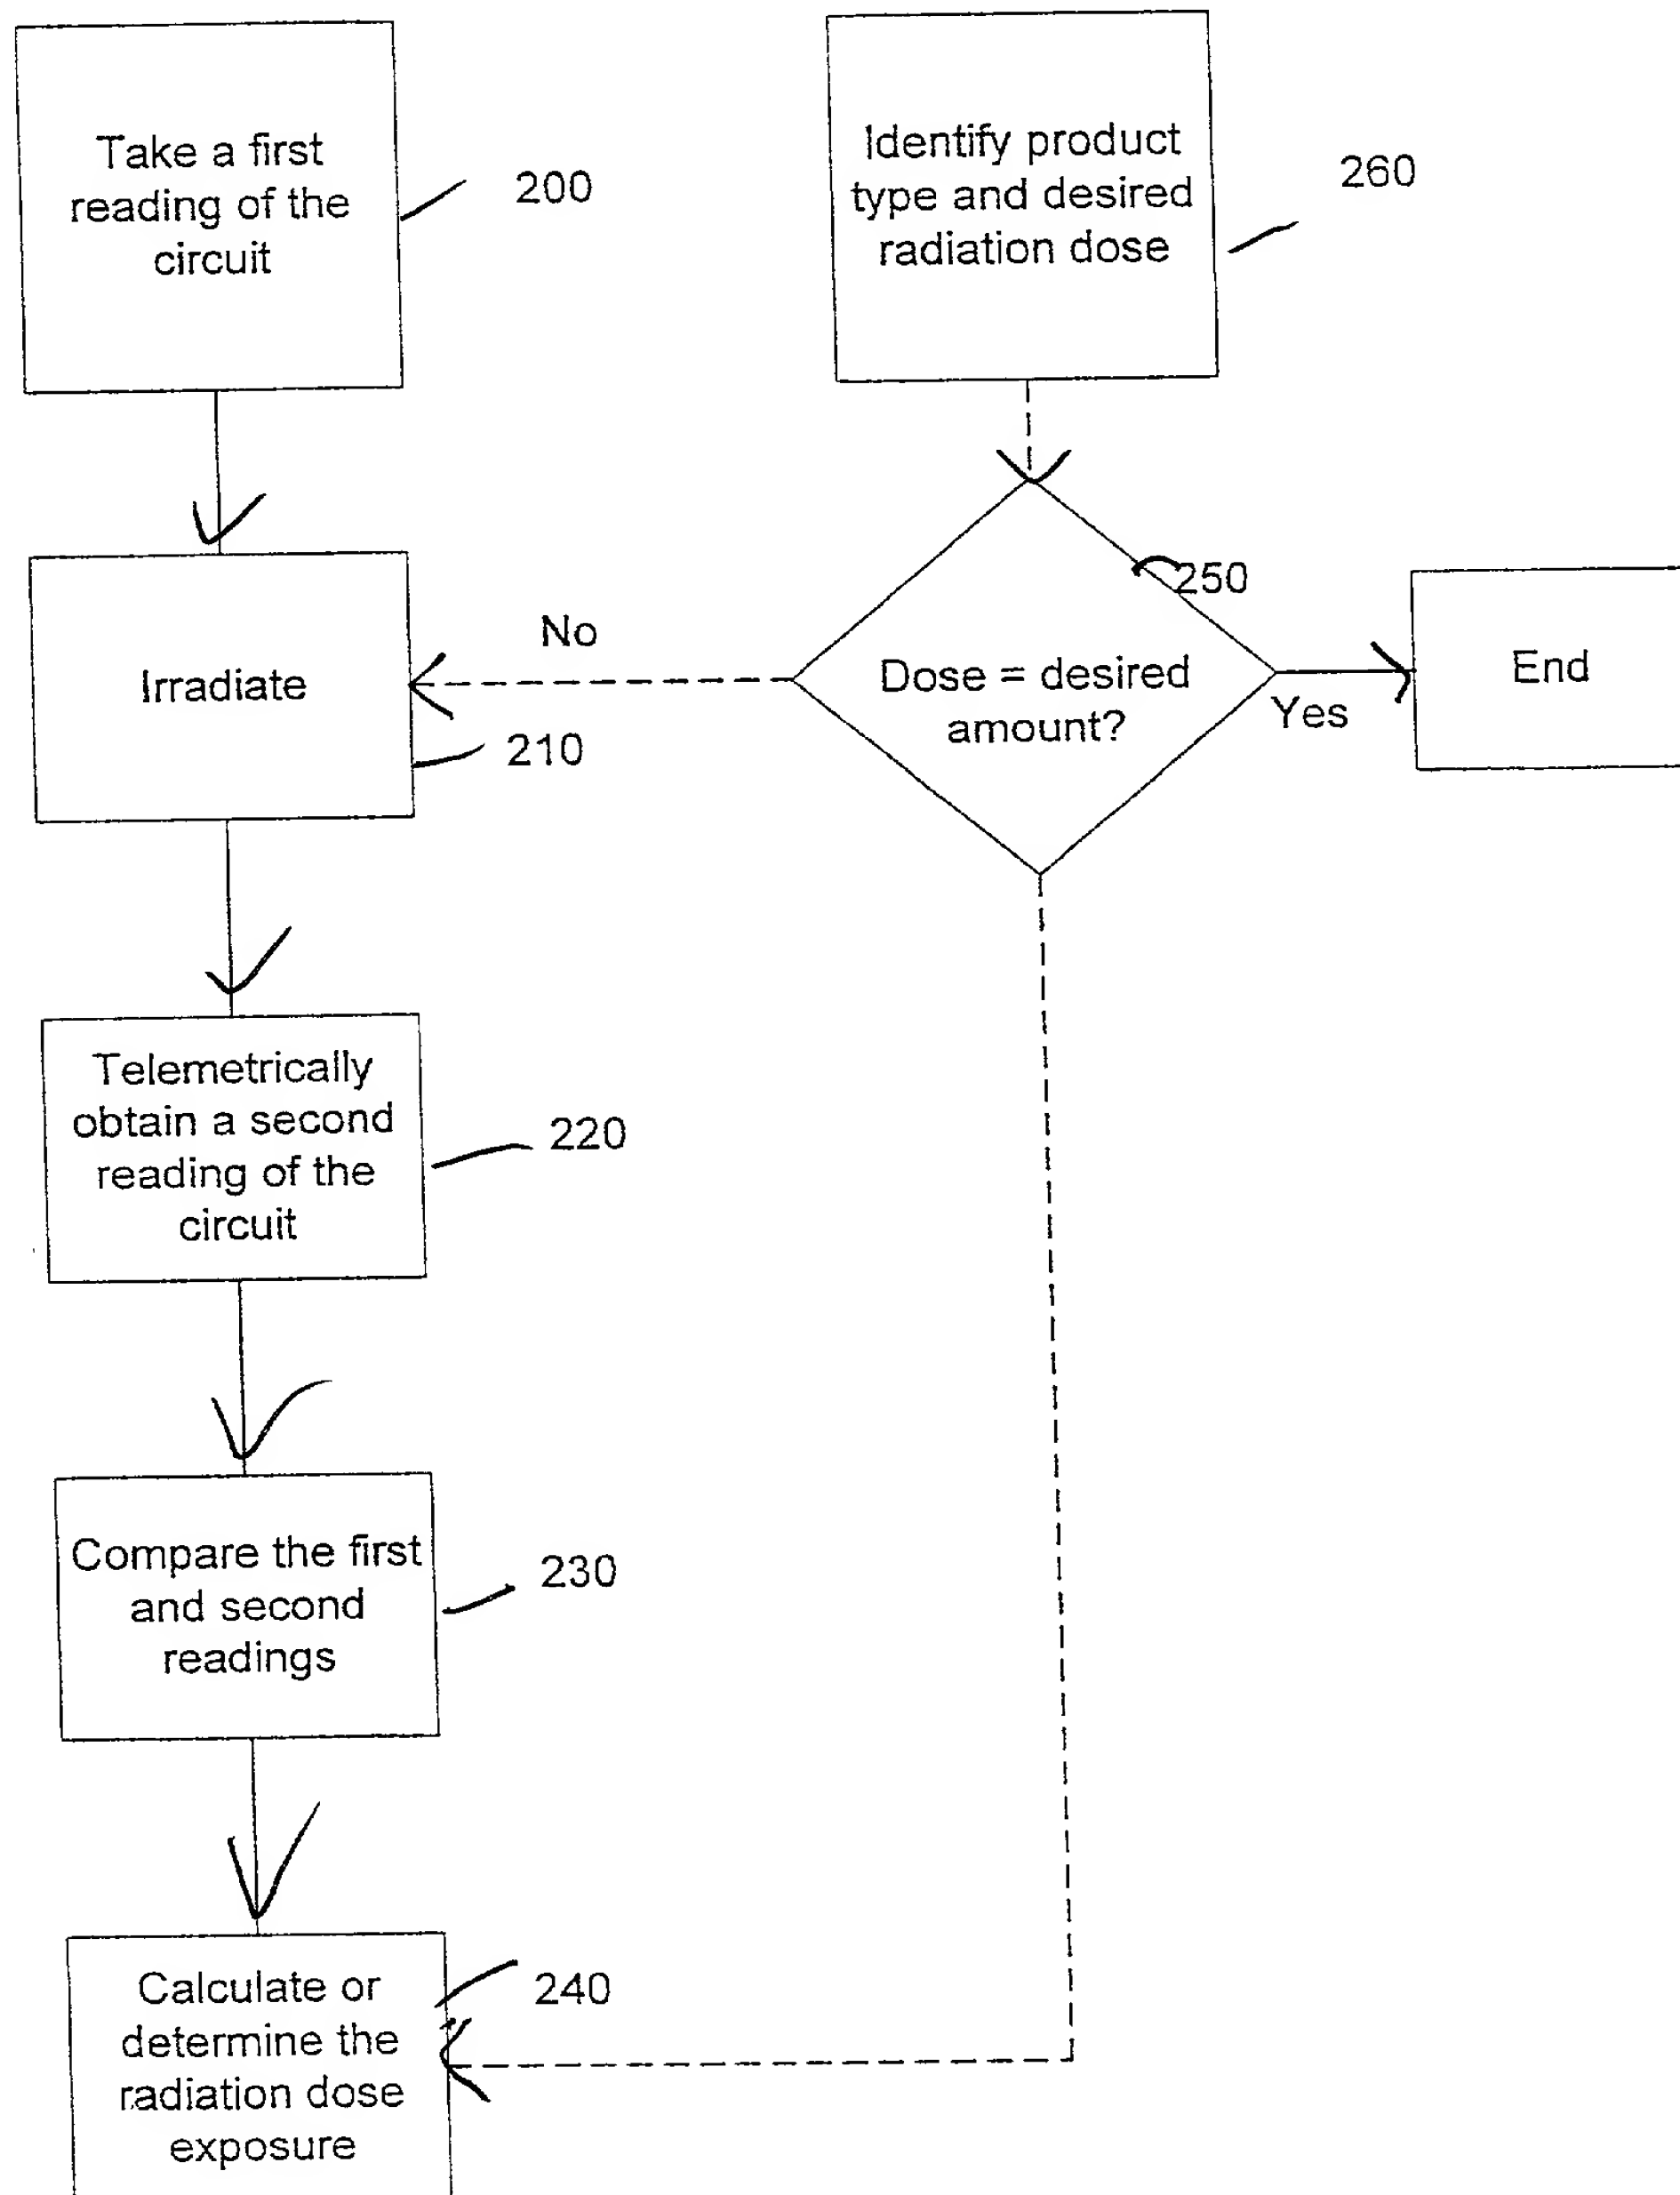 Take a first
reading of the
circuit
200
Identify product
type and desired
radiation dose
260
Irradiate
210
No
250
Dose = desired
amount?
Yes
End
Telemetrically
obtain a second
reading of the
circuit
220
Compare the first
and second
readings
230
Calculate or
determine the
radiation dose
exposure
240